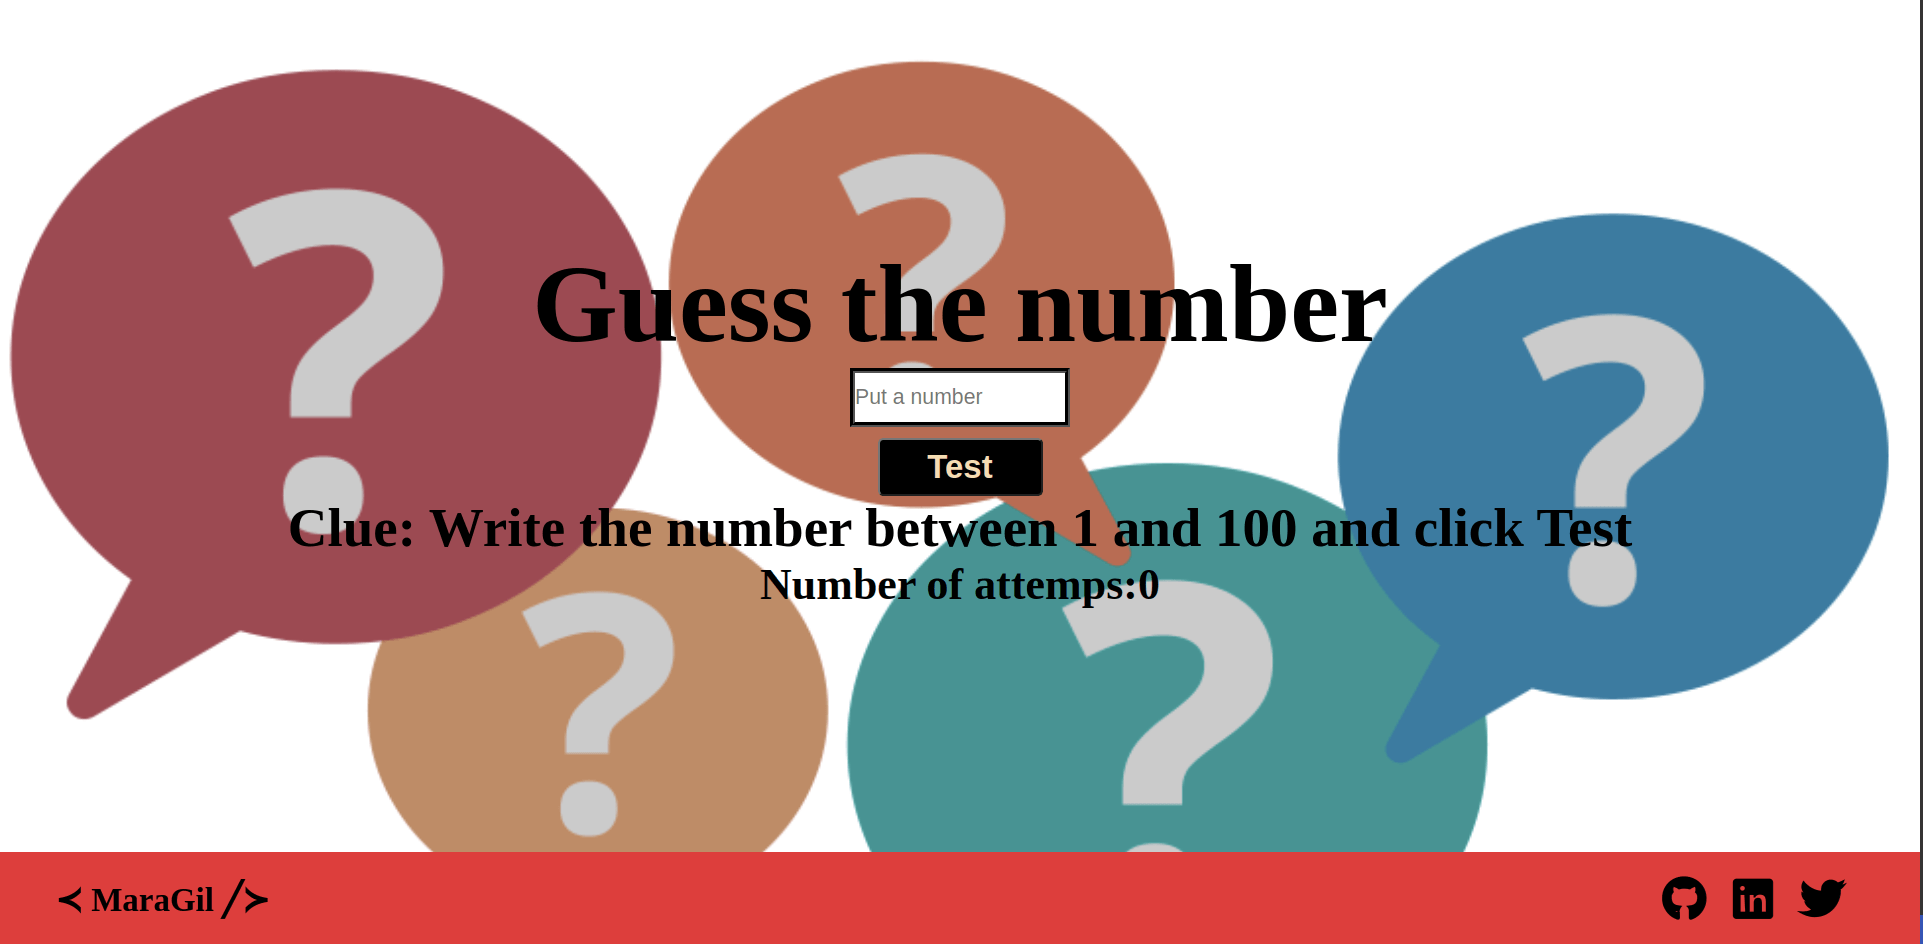 ?
?
?
Guess the number
Put a number
Test
Clue: Write the number between 1 and 100 and click Test
Number of attemps:0
?
?
< MaraGil />
in